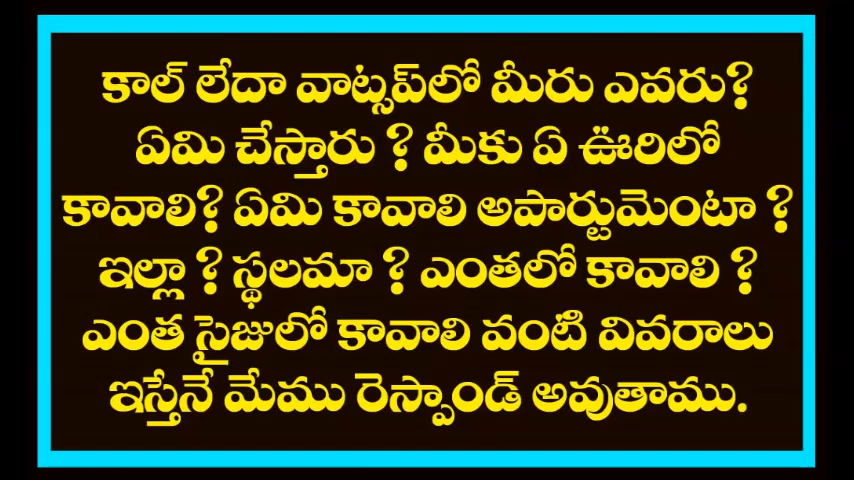 కాల్ లేదా వాట్సప్‌లో మీరు ఎవరు?
ఏమి చేస్తారు ? మీకు ఏ ఊరిలో
కావాలి? ఏమి కావాలి అపార్టుమెంటా ?
ఇల్లా ? స్థలమా ? ఎంతలో కావాలి ?
ఎంత సైజులో కావాలి వంటి వివరాలు
ఇస్తేనే మేము రెస్పాండ్ అవుతాము.